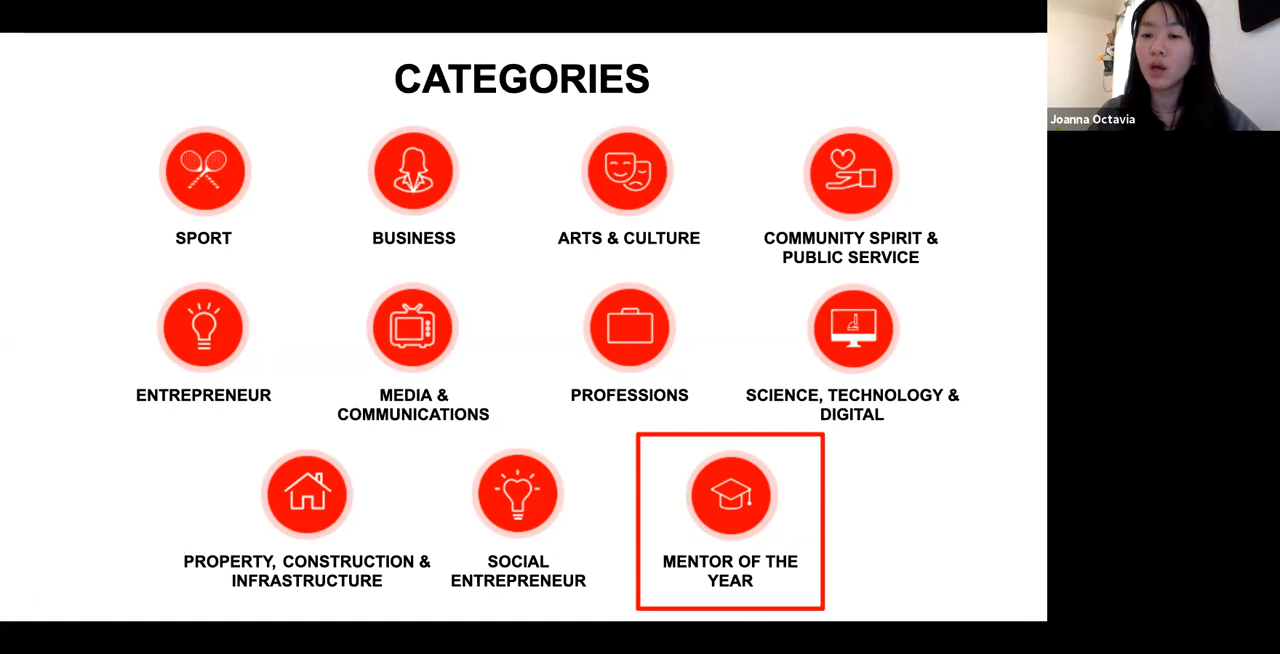 CATEGORIES
Joanna Octavia
SPORT
BUSINESS
ARTS & CULTURE
COMMUNITY SPIRIT &
PUBLIC SERVICE
ENTREPRENEUR
MEDIA &
COMMUNICATIONS
PROFESSIONS
SCIENCE, TECHNOLOGY &
DIGITAL
PROPERTY, CONSTRUCTION &
INFRASTRUCTURE
SOCIAL
ENTREPRENEUR
MENTOR OF THE
YEAR